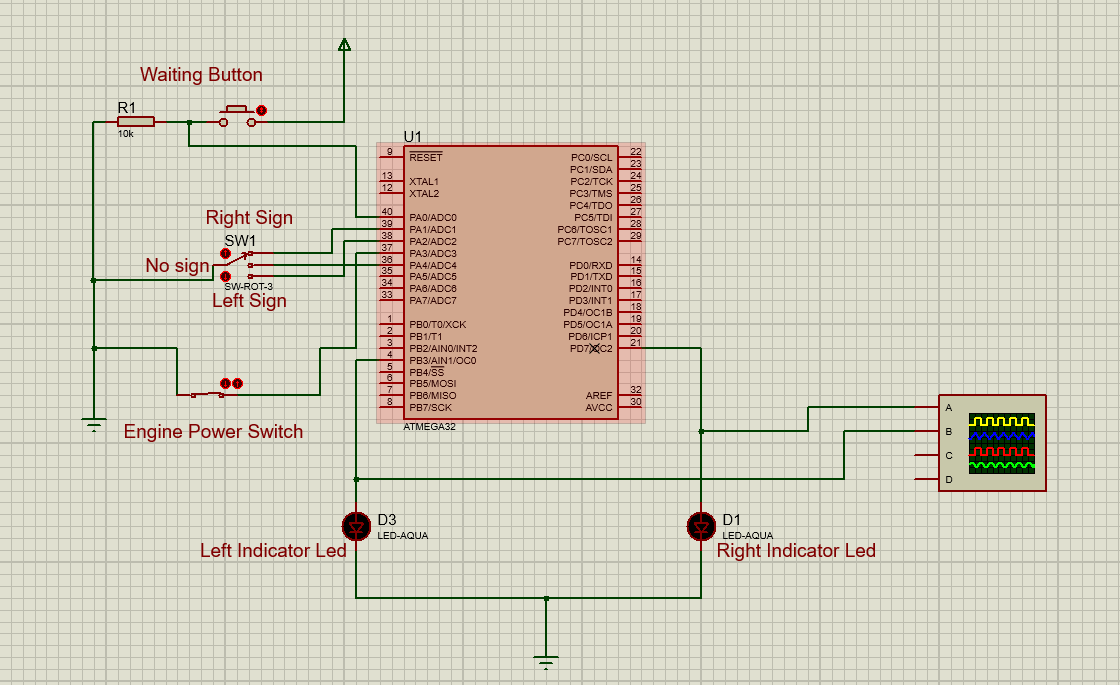 Waiting Button
R1
10k
U1
9 RESET
13 XTAL1
12 XTAL2
40 PA0/ADC0
39 PA1/ADC1
38 PA2/ADC2
37 PA3/ADC3
36 PA4/ADC4
35 PA5/ADC5
34 PA6/ADC6
33 PA7/ADC7
1 PB0/T0/XCK
2 PB1/T1
3 PB2/AIN0/INT2
4 PB3/AIN1/OC0
5 PB4/SS
6 PB5/MOSI
7 PB6/MISO
8 PB7/SCK
PC0/SCL 22
PC1/SDA 23
PC2/TCK 24
PC3/TMS 25
PC4/TDO 26
PC5/TDI 27
PC6/TOSC1 28
PC7/TOSC2 29
PD0/RXD 14
PD1/TXD 15
PD2/INT0 16
PD3/INT1 17
PD4/OC1B 18
PD5/OC1A 19
PD6/ICP1 20
PD7/OC2 21
AREF 32
AVCC 30
ATMEGA32
Right Sign
SW1
No sign
SW-ROT-3
Left Sign
Engine Power Switch
A
B
C
D
D3
LED-AQUA
Left Indicator Led
D1
LED-AQUA
Right Indicator Led